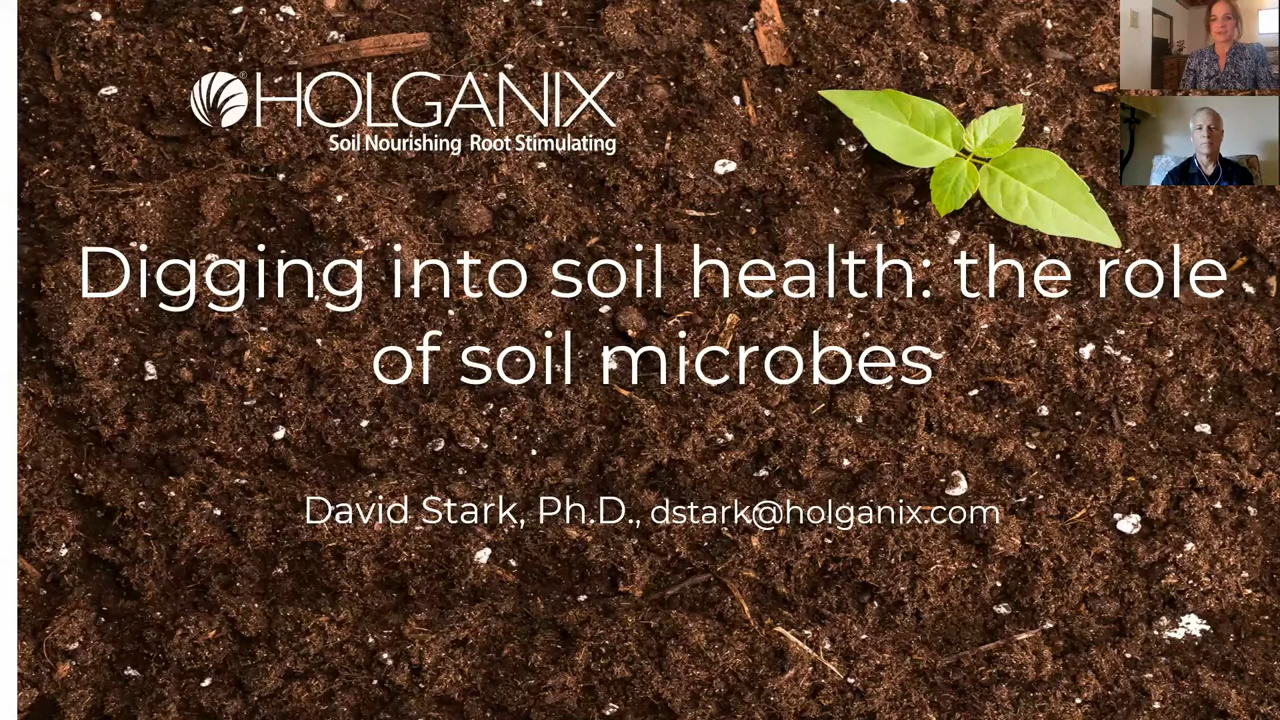 HOLGANIX®
Soil Nourishing Root Stimulating
Digging into soil health: the role
of soil microbes
David Stark, Ph.D., dstark@holganix.com